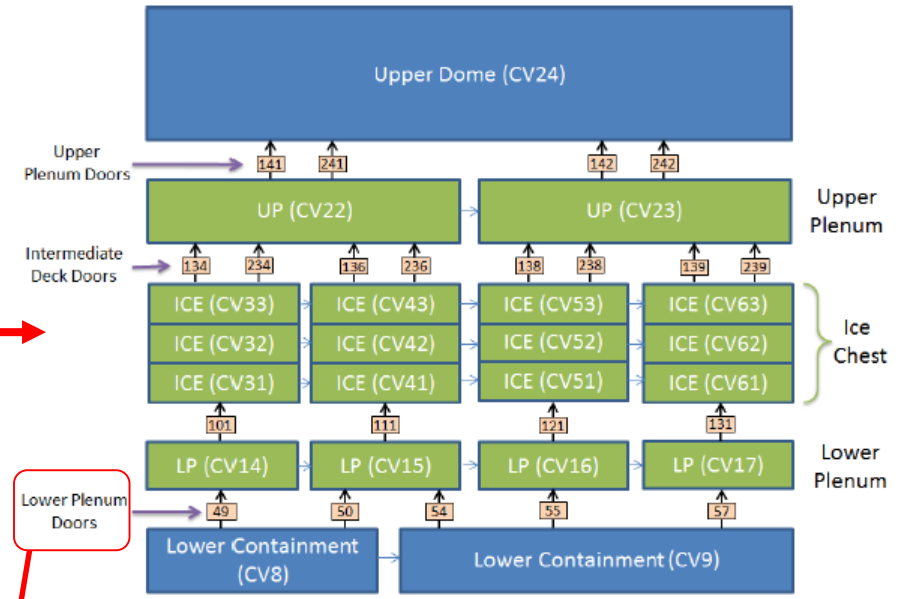 Upper Dome (CV24)
Upper
Plenum Doors
141
241
142
242
UP (CV22)
UP (CV23)
Upper
Plenum
Intermediate
Deck Doors
134
234
136
236
138
238
139
239
ICE (CV33)
ICE (CV43)
ICE (CV53)
ICE (CV63)
ICE (CV32)
ICE (CV42)
ICE (CV52)
ICE (CV62)
ICE (CV31)
ICE (CV41)
ICE (CV51)
ICE (CV61)
Ice
Chest
101
111
121
131
LP (CV14)
LP (CV15)
LP (CV16)
LP (CV17)
Lower
Plenum
Lower Plenum
Doors
49
50
54
55
57
Lower Containment
(CV8)
Lower Containment (CV9)